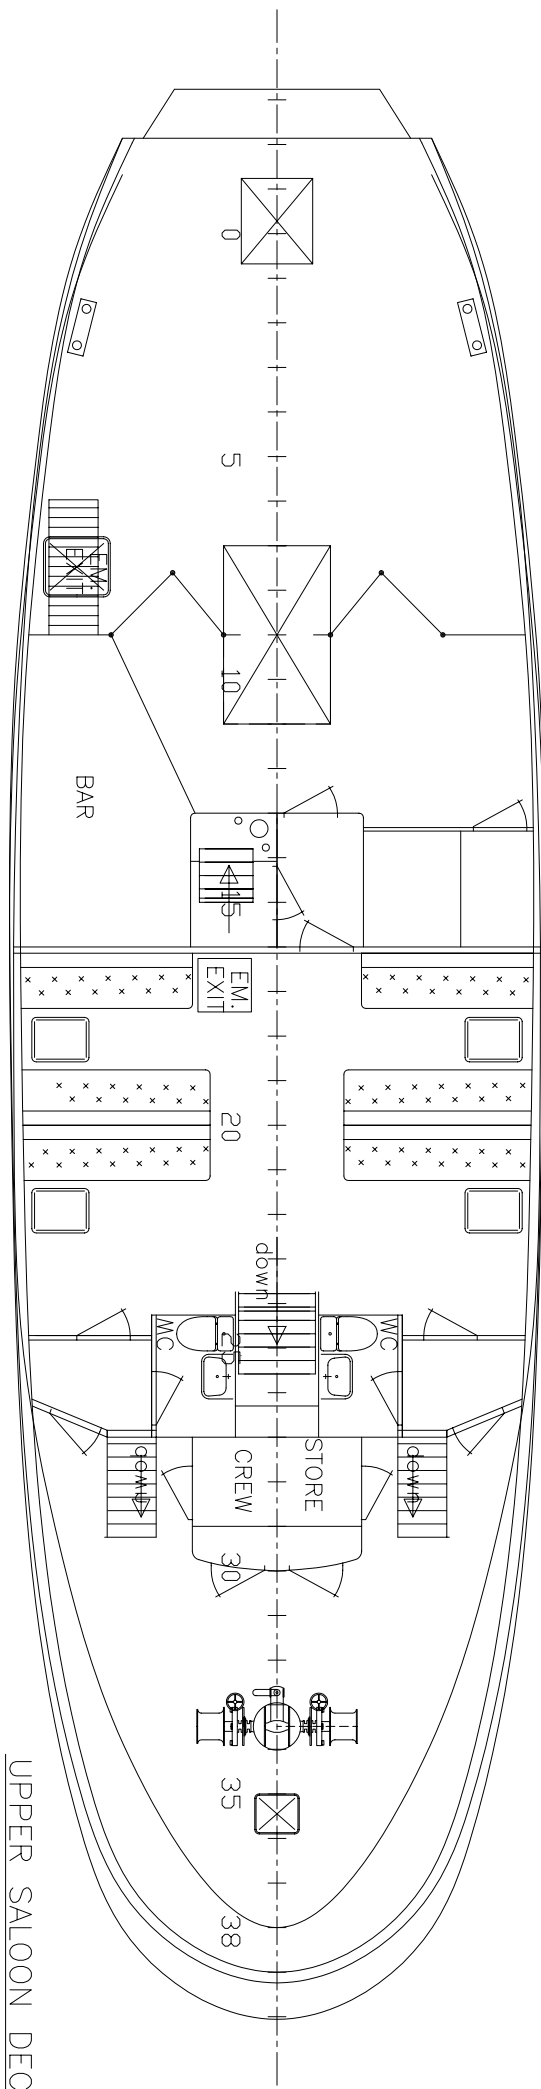 0
5
EM.
EXIT
10
BAR
15
EM.
EXIT
20
down
WC
25
WC
down
down
STORE
CREW
30
35
38
UPPER SALOON DEC